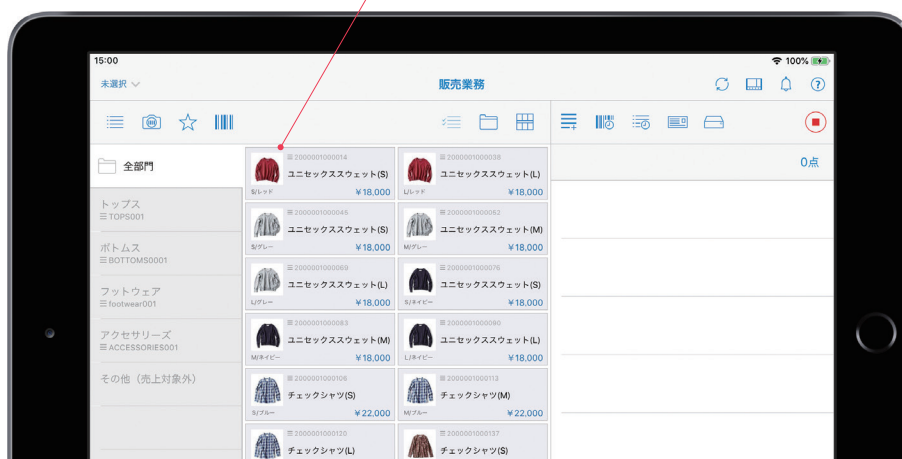 15:00
100%
未選択
販売業務
全部門
0点
トップス
TOPS001
ボトムス
BOTTOMS0001
フットウェア
footwear001
アクセサリーズ
ACCESSORIES001
その他（売上対象外）
2000001000014
ユニセックススウェット(S)
S/レッド
¥18,000
2000001000038
ユニセックススウェット(L)
L/レッド
¥18,000
2000001000045
ユニセックススウェット(S)
S/グレー
¥18,000
2000001000052
ユニセックススウェット(M)
M/グレー
¥18,000
2000001000069
ユニセックススウェット(L)
L/グレー
¥18,000
2000001000076
ユニセックススウェット(S)
S/ネイビー
¥18,000
2000001000083
ユニセックススウェット(M)
M/ネイビー
¥18,000
2000001000090
ユニセックススウェット(L)
L/ネイビー
¥18,000
2000001000106
チェックシャツ(S)
S/ブルー
¥22,000
2000001000113
チェックシャツ(M)
M/ブルー
¥22,000
2000001000120
チェックシャツ(L)
2000001000137
チェックシャツ(S)